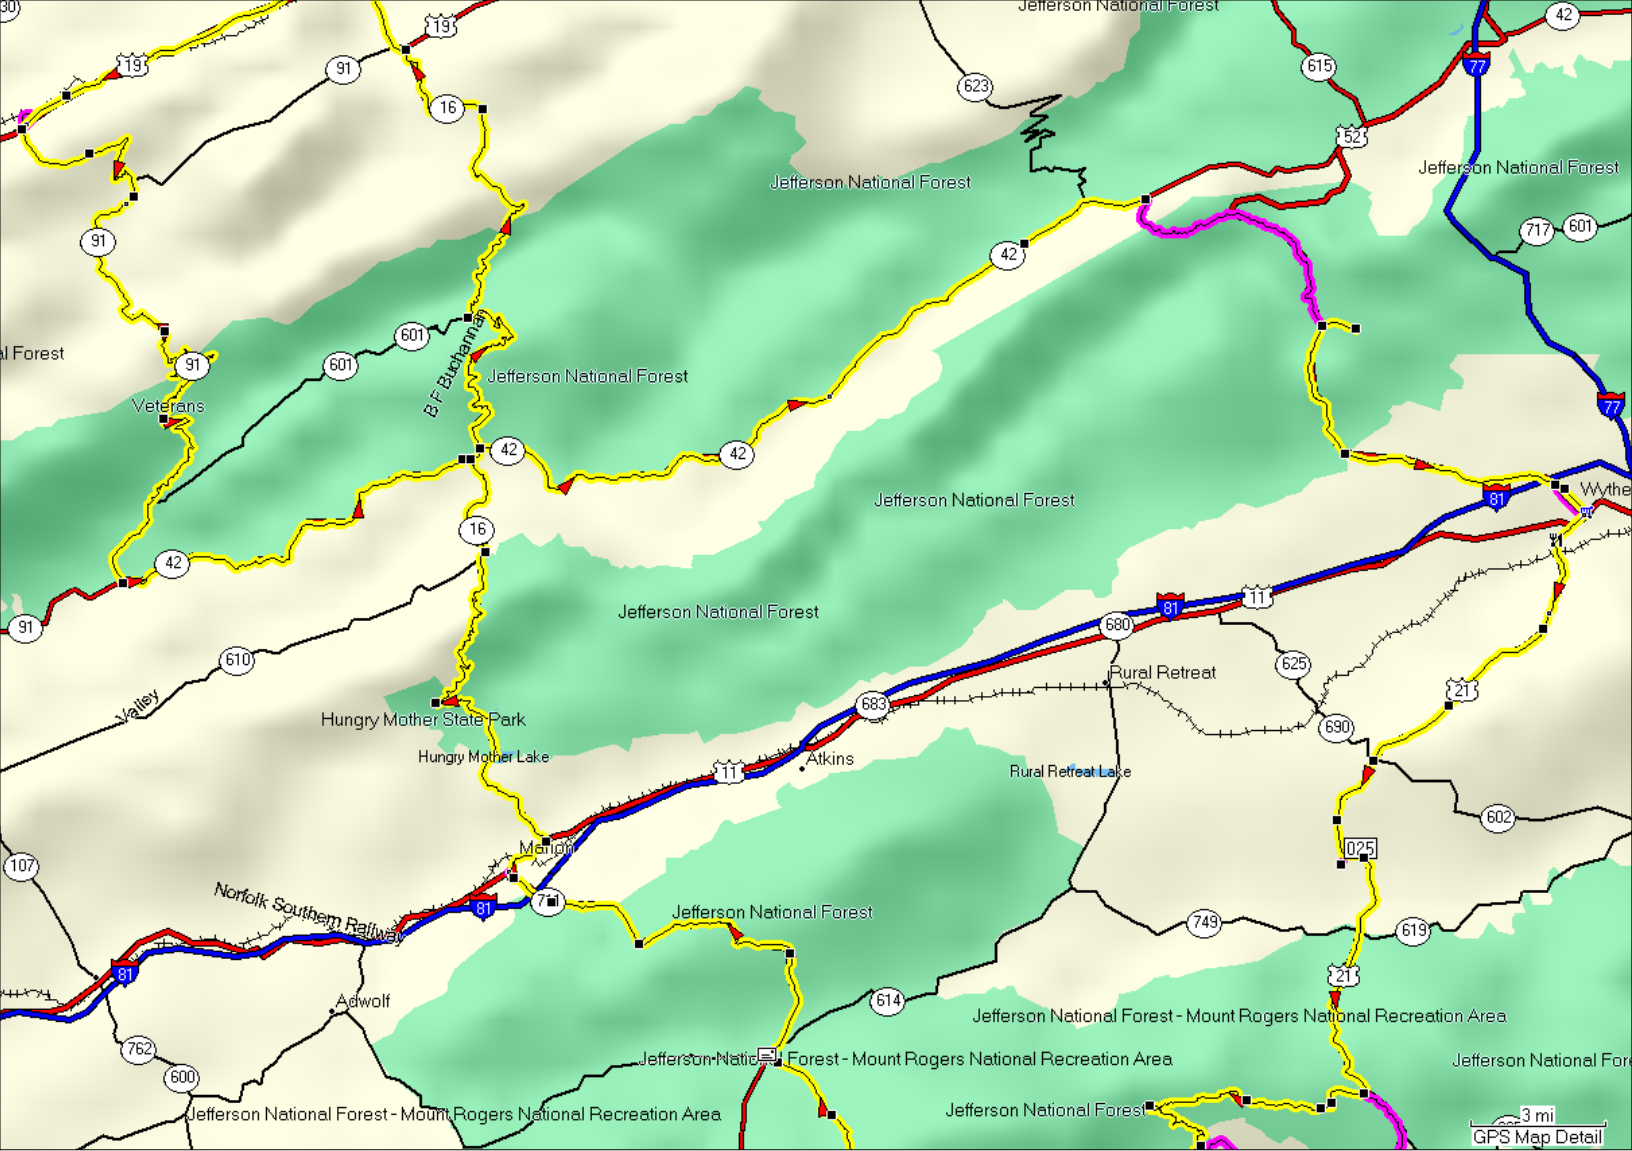 30
19
Jefferson National Forest
42
19
91
16
623
615
77
52
Jefferson National Forest
Jefferson National Forest
91
42
717
601
601
91
601
al Forest
B F Buchannan
Jefferson National Forest
Veterans
77
42
42
Jefferson National Forest
81
Wythe
16
42
91
610
Jefferson National Forest
81
11
680
625
Rural Retreat
21
Valley
683
Hungry Mother State Park
690
Hungry Mother Lake
11
Atkins
Rural Retreat Lake
602
Marion
025
107
Norfolk Southern Railway
81
Jefferson National Forest
749
619
81
21
614
Adwolf
Jefferson National Forest - Mount Rogers National Recreation Area
762
Jefferson National Forest - Mount Rogers National Recreation Area
Jefferson National For
600
Jefferson National Forest - Mount Rogers National Recreation Area
Jefferson National Forest
3 mi
GPS Map Detail